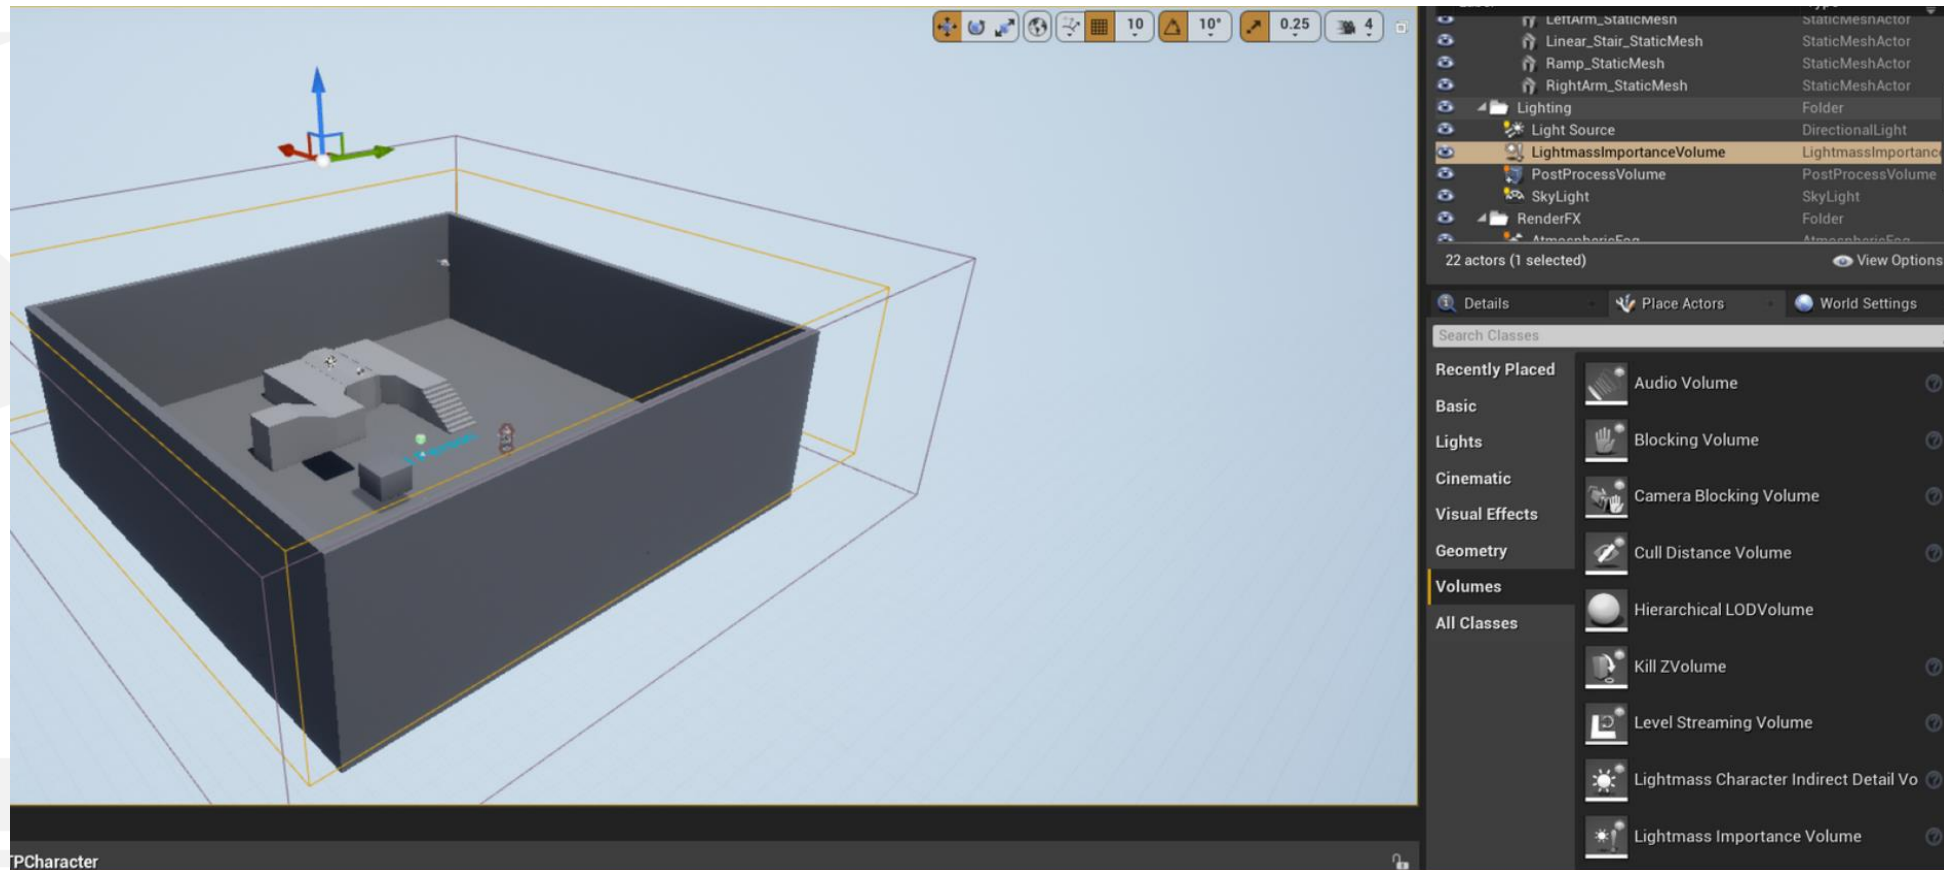 10
10°
0.25
4
LeftArm_StaticMesh StaticMeshActor
Linear_Stair_StaticMesh StaticMeshActor
Ramp_StaticMesh StaticMeshActor
RightArm_StaticMesh StaticMeshActor
Lighting Folder
Light Source DirectionalLight
LightmassImportanceVolume LightmassImportance
PostProcessVolume PostProcessVolume
SkyLight SkyLight
RenderFX Folder
AtmosphericFog AtmosphericFog
22 actors (1 selected) View Options
Details Place Actors World Settings
Search Classes
Recently Placed
Basic
Lights
Cinematic
Visual Effects
Geometry
Volumes
All Classes
Audio Volume
Blocking Volume
Camera Blocking Volume
Cull Distance Volume
Hierarchical LODVolume
Kill ZVolume
Level Streaming Volume
Lightmass Character Indirect Detail Vo
Lightmass Importance Volume
TPCharacter